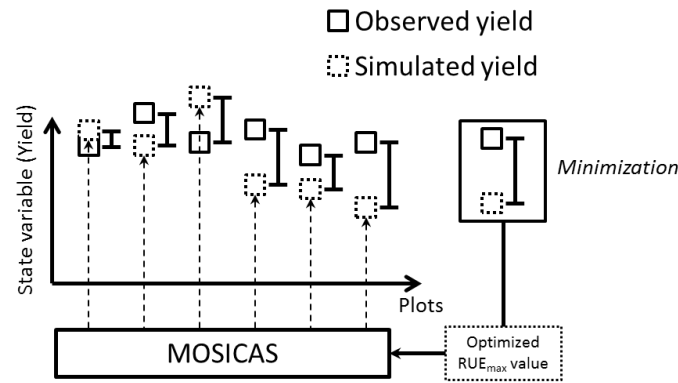 Observed yield
Simulated yield
State variable (Yield)
Minimization
Plots
MOSICAS
Optimized
RUEmax value